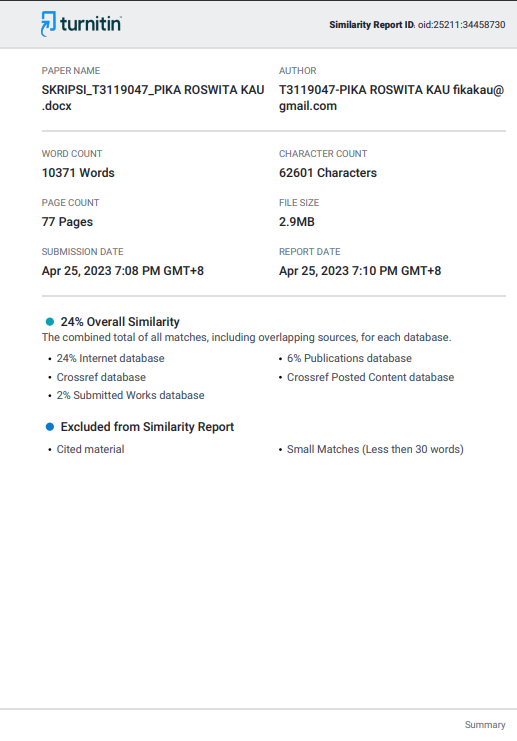 turnitin
Similarity Report ID: oid:25211:34458730
PAPER NAME
SKRIPSI_T3119047_PIKA ROSWITA KAU
.docx
AUTHOR
T3119047-PIKA ROSWITA KAU fikakau@
gmail.com
WORD COUNT
10371 Words
CHARACTER COUNT
62601 Characters
PAGE COUNT
77 Pages
FILE SIZE
2.9MB
SUBMISSION DATE
Apr 25, 2023 7:08 PM GMT+8
REPORT DATE
Apr 25, 2023 7:10 PM GMT+8
● 24% Overall Similarity
The combined total of all matches, including overlapping sources, for each database.
• 24% Internet database
• 6% Publications database
• Crossref database
• Crossref Posted Content database
• 2% Submitted Works database
● Excluded from Similarity Report
• Cited material
• Small Matches (Less then 30 words)
Summary